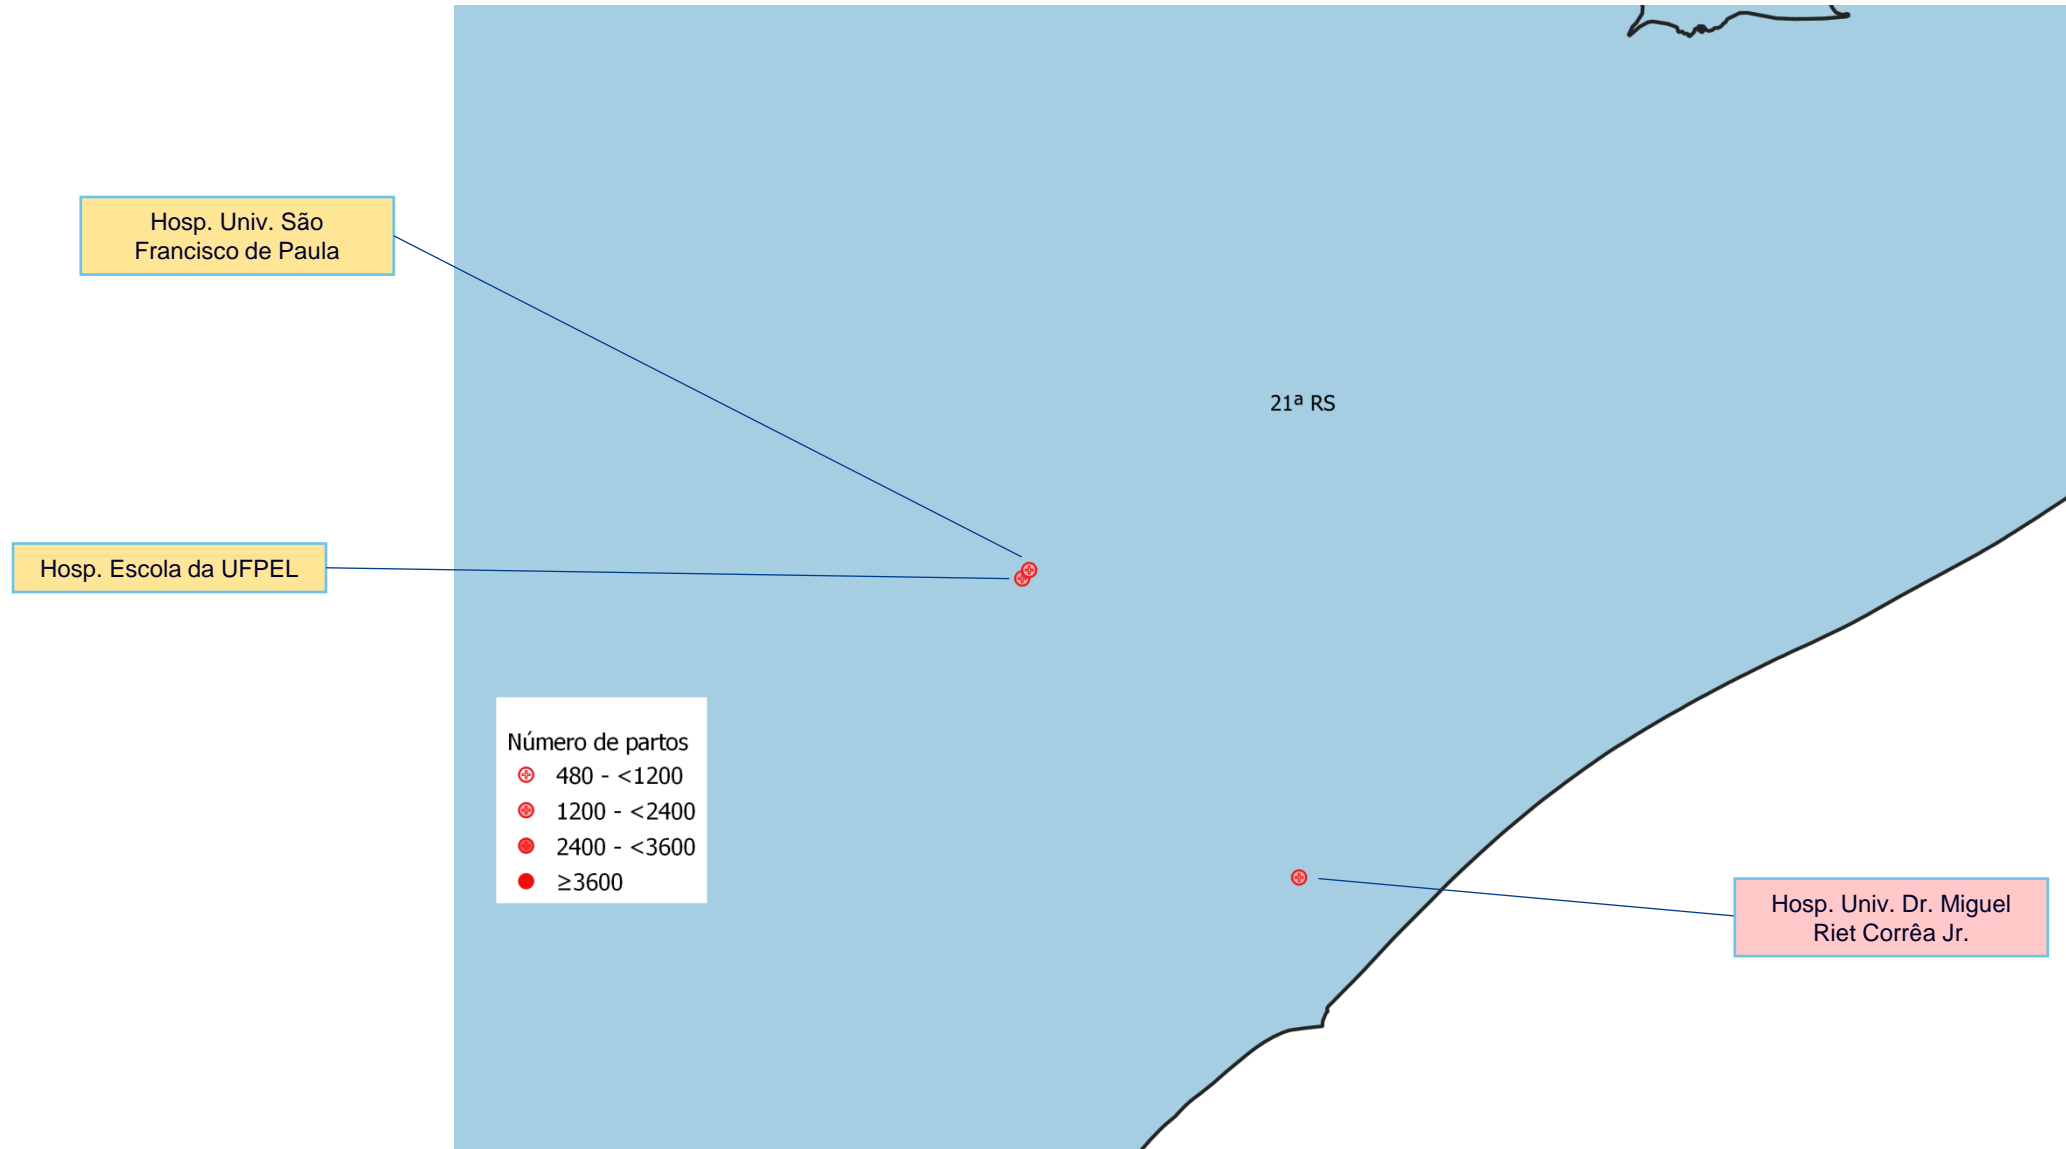 Hosp. Univ. São
Francisco de Paula
21ª RS
Hosp. Escola da UFPEL
Número de partos
480 - <1200
1200 - <2400
2400 - <3600
≥3600
Hosp. Univ. Dr. Miguel
Riet Corrêa Jr.